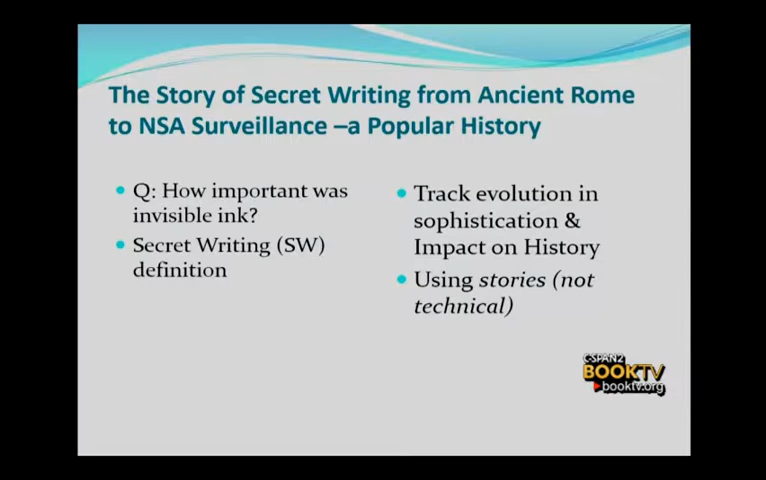 The Story of Secret Writing from Ancient Rome
to NSA Surveillance –a Popular History
Q: How important was
invisible ink?
Secret Writing (SW)
definition
Track evolution in
sophistication &
Impact on History
Using stories (not
technical)
C-SPAN2
BOOKTV
booktv.org